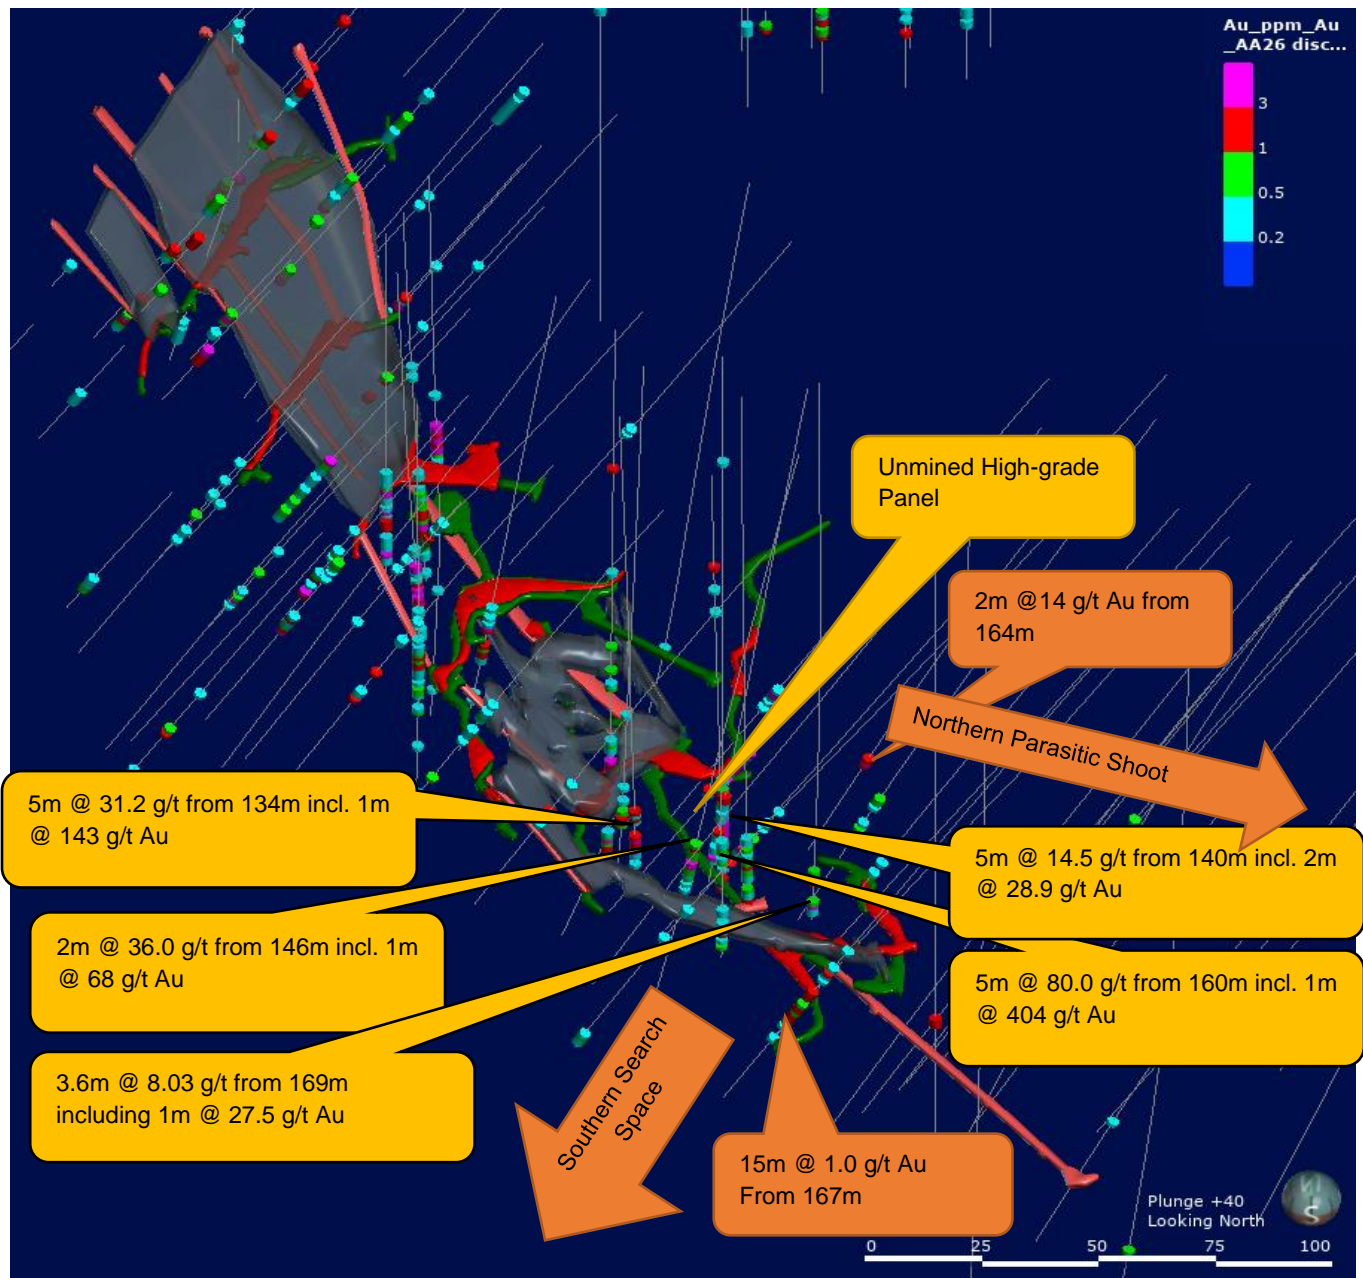 Au_ppm_Au
_AA26 disc...
3
1
0.5
0.2
Unmined High-grade
Panel
2m @14 g/t Au from
164m
Northern Parasitic Shoot
5m @ 31.2 g/t from 134m incl. 1m
@ 143 g/t Au
5m @ 14.5 g/t from 140m incl. 2m
@ 28.9 g/t Au
2m @ 36.0 g/t from 146m incl. 1m
@ 68 g/t Au
5m @ 80.0 g/t from 160m incl. 1m
@ 404 g/t Au
3.6m @ 8.03 g/t from 169m
including 1m @ 27.5 g/t Au
Southern Search
Space
15m @ 1.0 g/t Au
From 167m
Plunge +40
Looking North
S
0 25 50 75 100